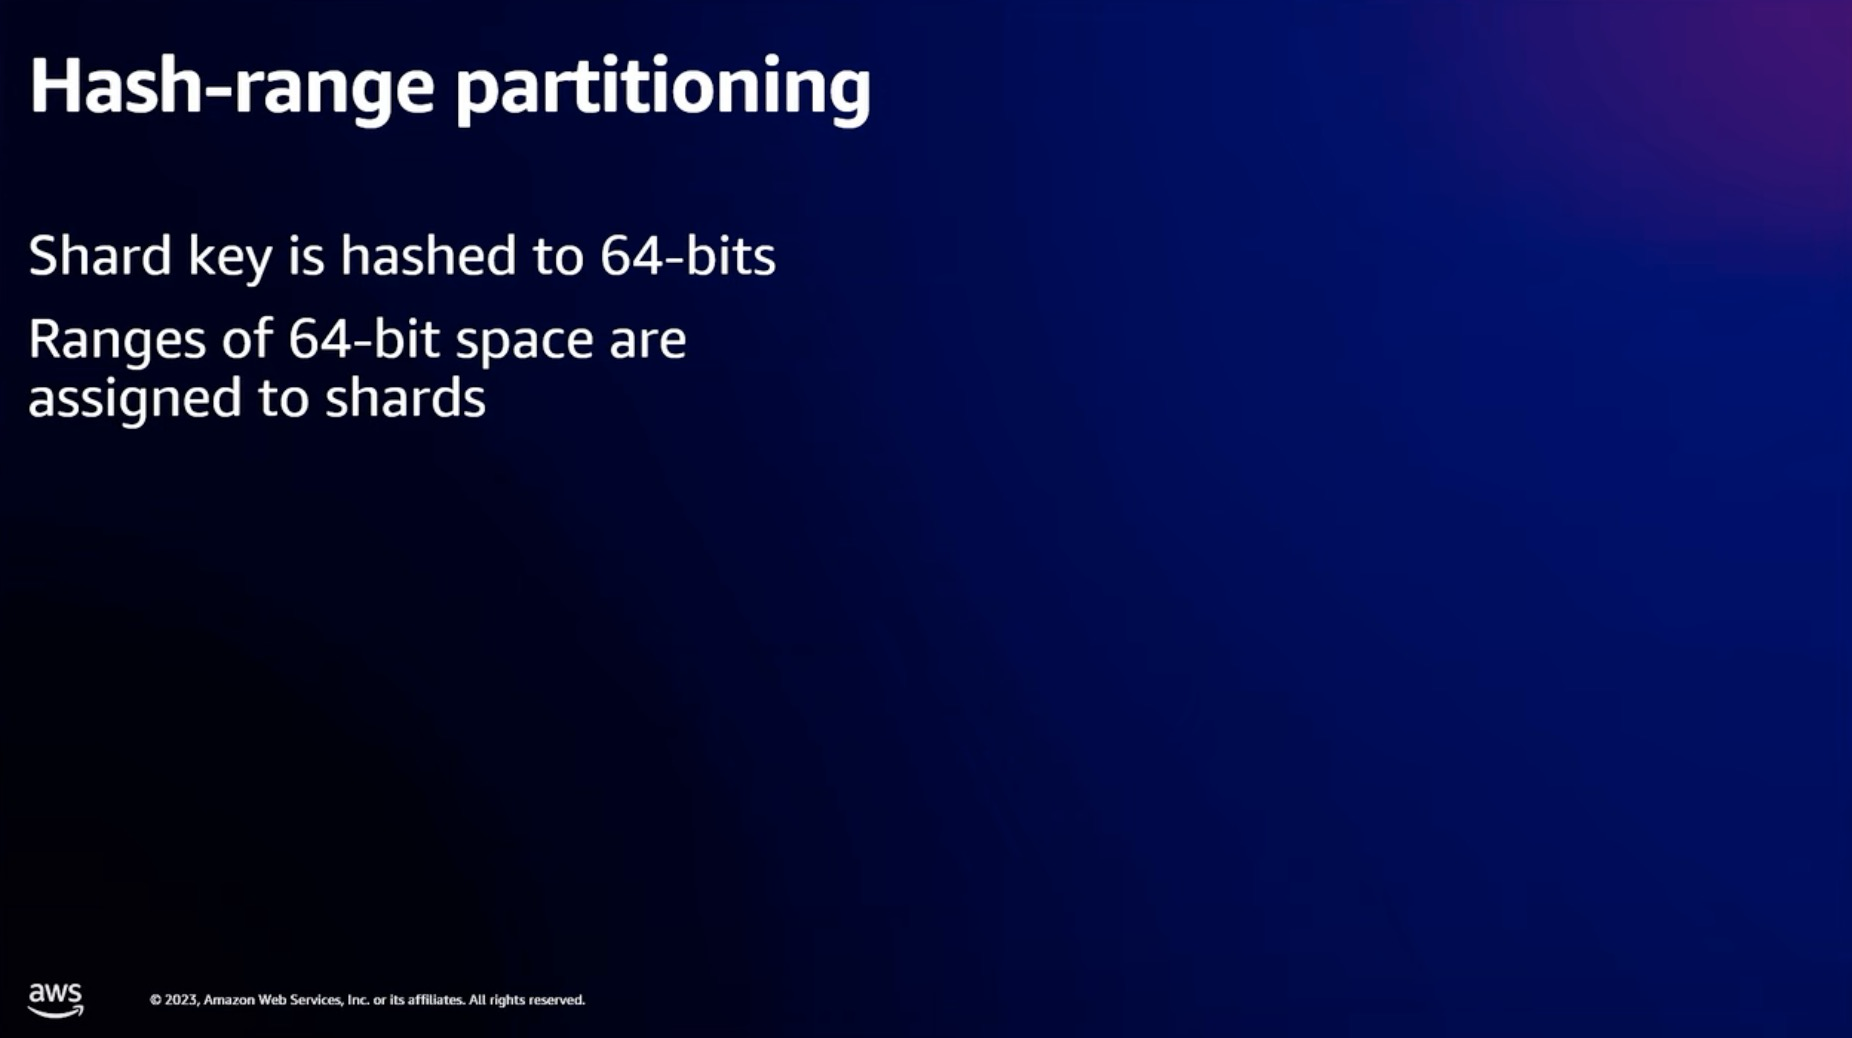 Hash-range partitioning
Shard key is hashed to 64-bits
Ranges of 64-bit space are
assigned to shards
aws
© 2023, Amazon Web Services, Inc. or its affiliates. All rights reserved.